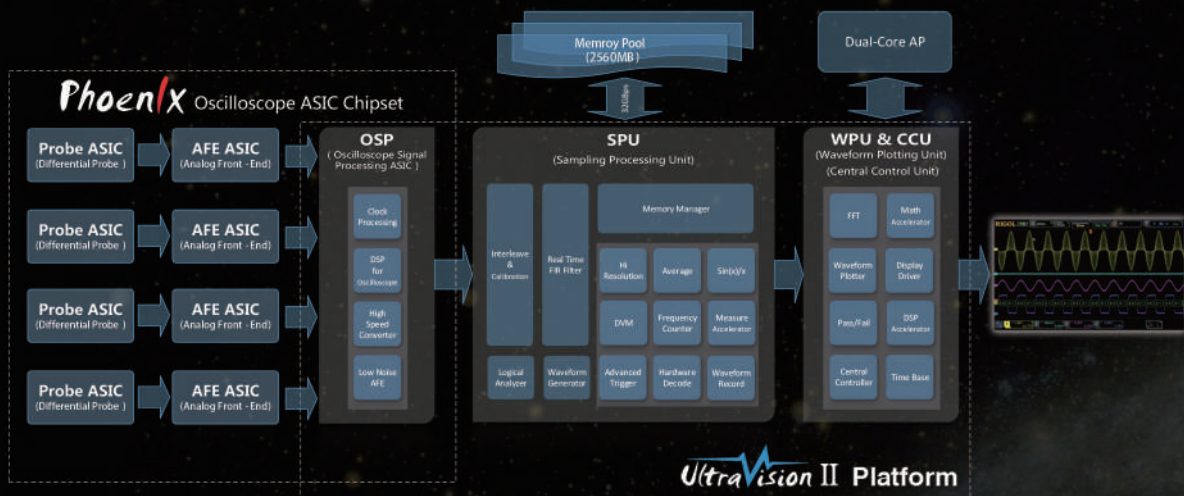 Memroy Pool
(2560MB)
Dual-Core AP
32GBps
Phoenix Oscilloscope ASIC Chipset
Probe ASIC
(Differential Probe )
AFE ASIC
(Analog Front - End)
Probe ASIC
(Differential Probe )
AFE ASIC
(Analog Front - End)
Probe ASIC
(Differential Probe )
AFE ASIC
(Analog Front - End)
Probe ASIC
(Differential Probe )
AFE ASIC
(Analog Front - End)
OSP
( Oscilloscope Signal
Processing ASIC )
Clock
Processing
DSP
for
Oscilloscope
High
Speed
Converter
Low Noise
AFE
SPU
(Sampling Processing Unit)
Interleave
&
Calibration
Real Time
FIR Filter
Memory Manager
Hi
Resolution
Average
Sin(x)/x
DVM
Frequency
Counter
Measure
Accelerator
Logical
Analyzer
Waveform
Generator
Advanced
Trigger
Hardware
Decode
Waveform
Record
WPU & CCU
(Waveform Plotting Unit)
(Central Control Unit)
FFT
Math
Accelerator
Waveform
Plotter
Display
Driver
Pass/Fail
DSP
Accelerator
Central
Controller
Time Base
RIGOL
UltraVision II Platform